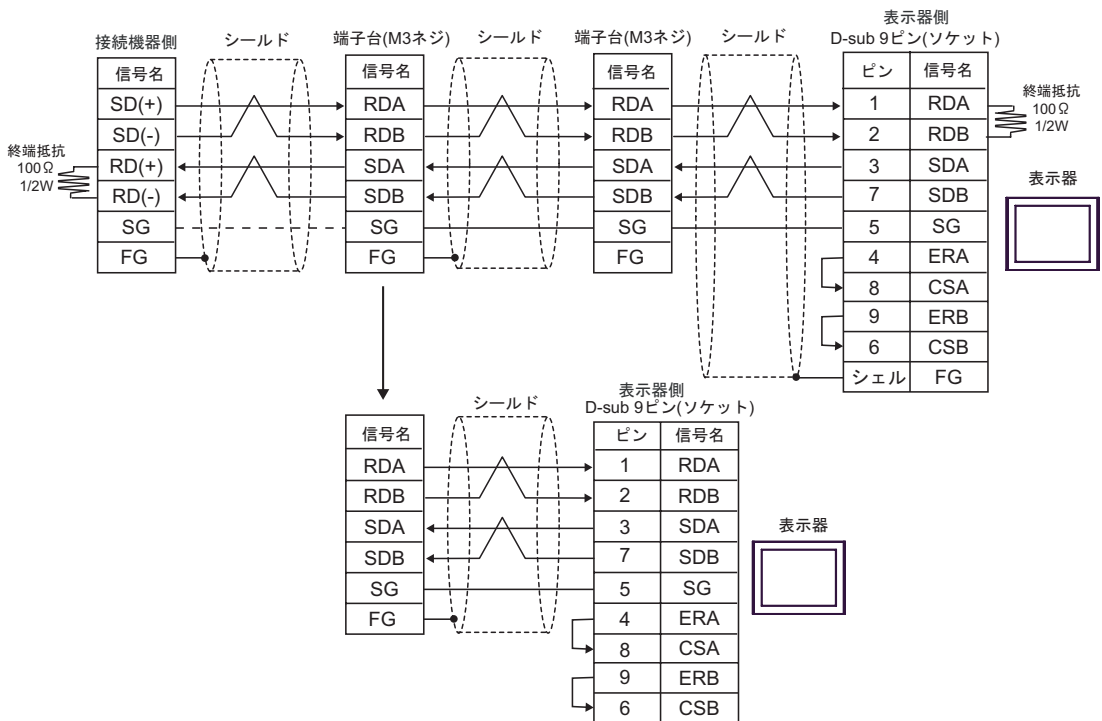 接続機器側
信号名
SD(+)
SD(-)
RD(+)
RD(-)
SG
FG
終端抵抗
100Ω
1/2W
シールド
端子台(M3ネジ)
信号名
RDA
RDB
SDA
SDB
SG
FG
シールド
端子台(M3ネジ)
信号名
RDA
RDB
SDA
SDB
SG
FG
シールド
表示器側
D-sub 9ピン(ソケット)
ピン 信号名
1 RDA
2 RDB
3 SDA
7 SDB
5 SG
4 ERA
8 CSA
9 ERB
6 CSB
シェル FG
終端抵抗
100Ω
1/2W
表示器
信号名
RDA
RDB
SDA
SDB
SG
FG
シールド
表示器側
D-sub 9ピン(ソケット)
ピン 信号名
1 RDA
2 RDB
3 SDA
7 SDB
5 SG
4 ERA
8 CSA
9 ERB
6 CSB
表示器